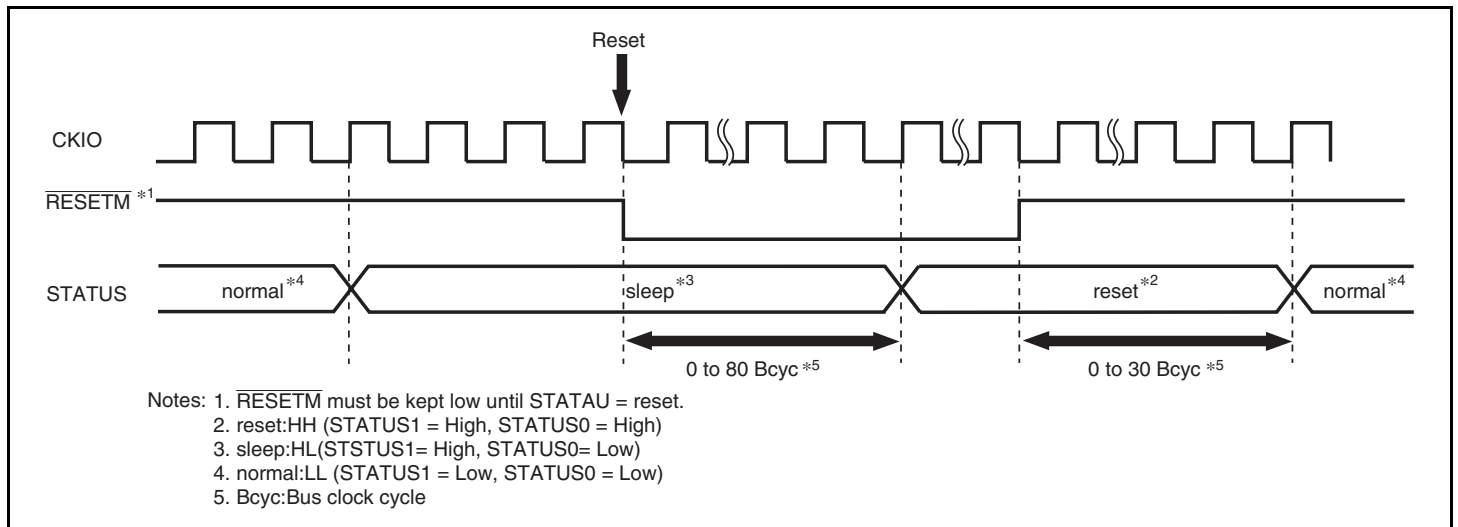 Reset
CKIO
RESETM *1
STATUS
normal*4
sleep*3
reset*2
normal*4
0 to 80 Bcyc *5
0 to 30 Bcyc *5
Notes: 1. RESETM must be kept low until STATAU = reset.
2. reset:HH (STATUS1 = High, STATUS0 = High)
3. sleep:HL(STSTUS1= High, STATUS0= Low)
4. normal:LL (STATUS1 = Low, STATUS0 = Low)
5. Bcyc:Bus clock cycle